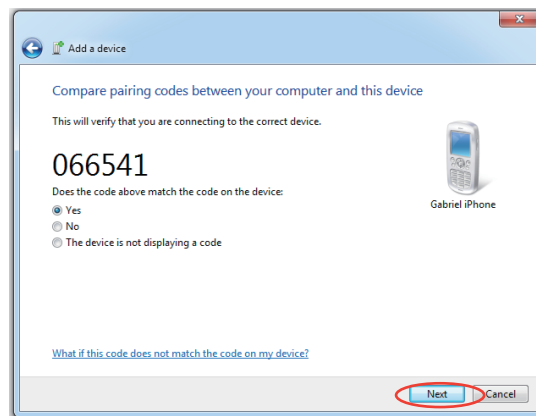 Add a device
Compare pairing codes between your computer and this device
This will verify that you are connecting to the correct device.
066541
Does the code above match the code on the device:
Yes
No
The device is not displaying a code
Gabriel iPhone
What if this code does not match the code on my device?
Next Cancel